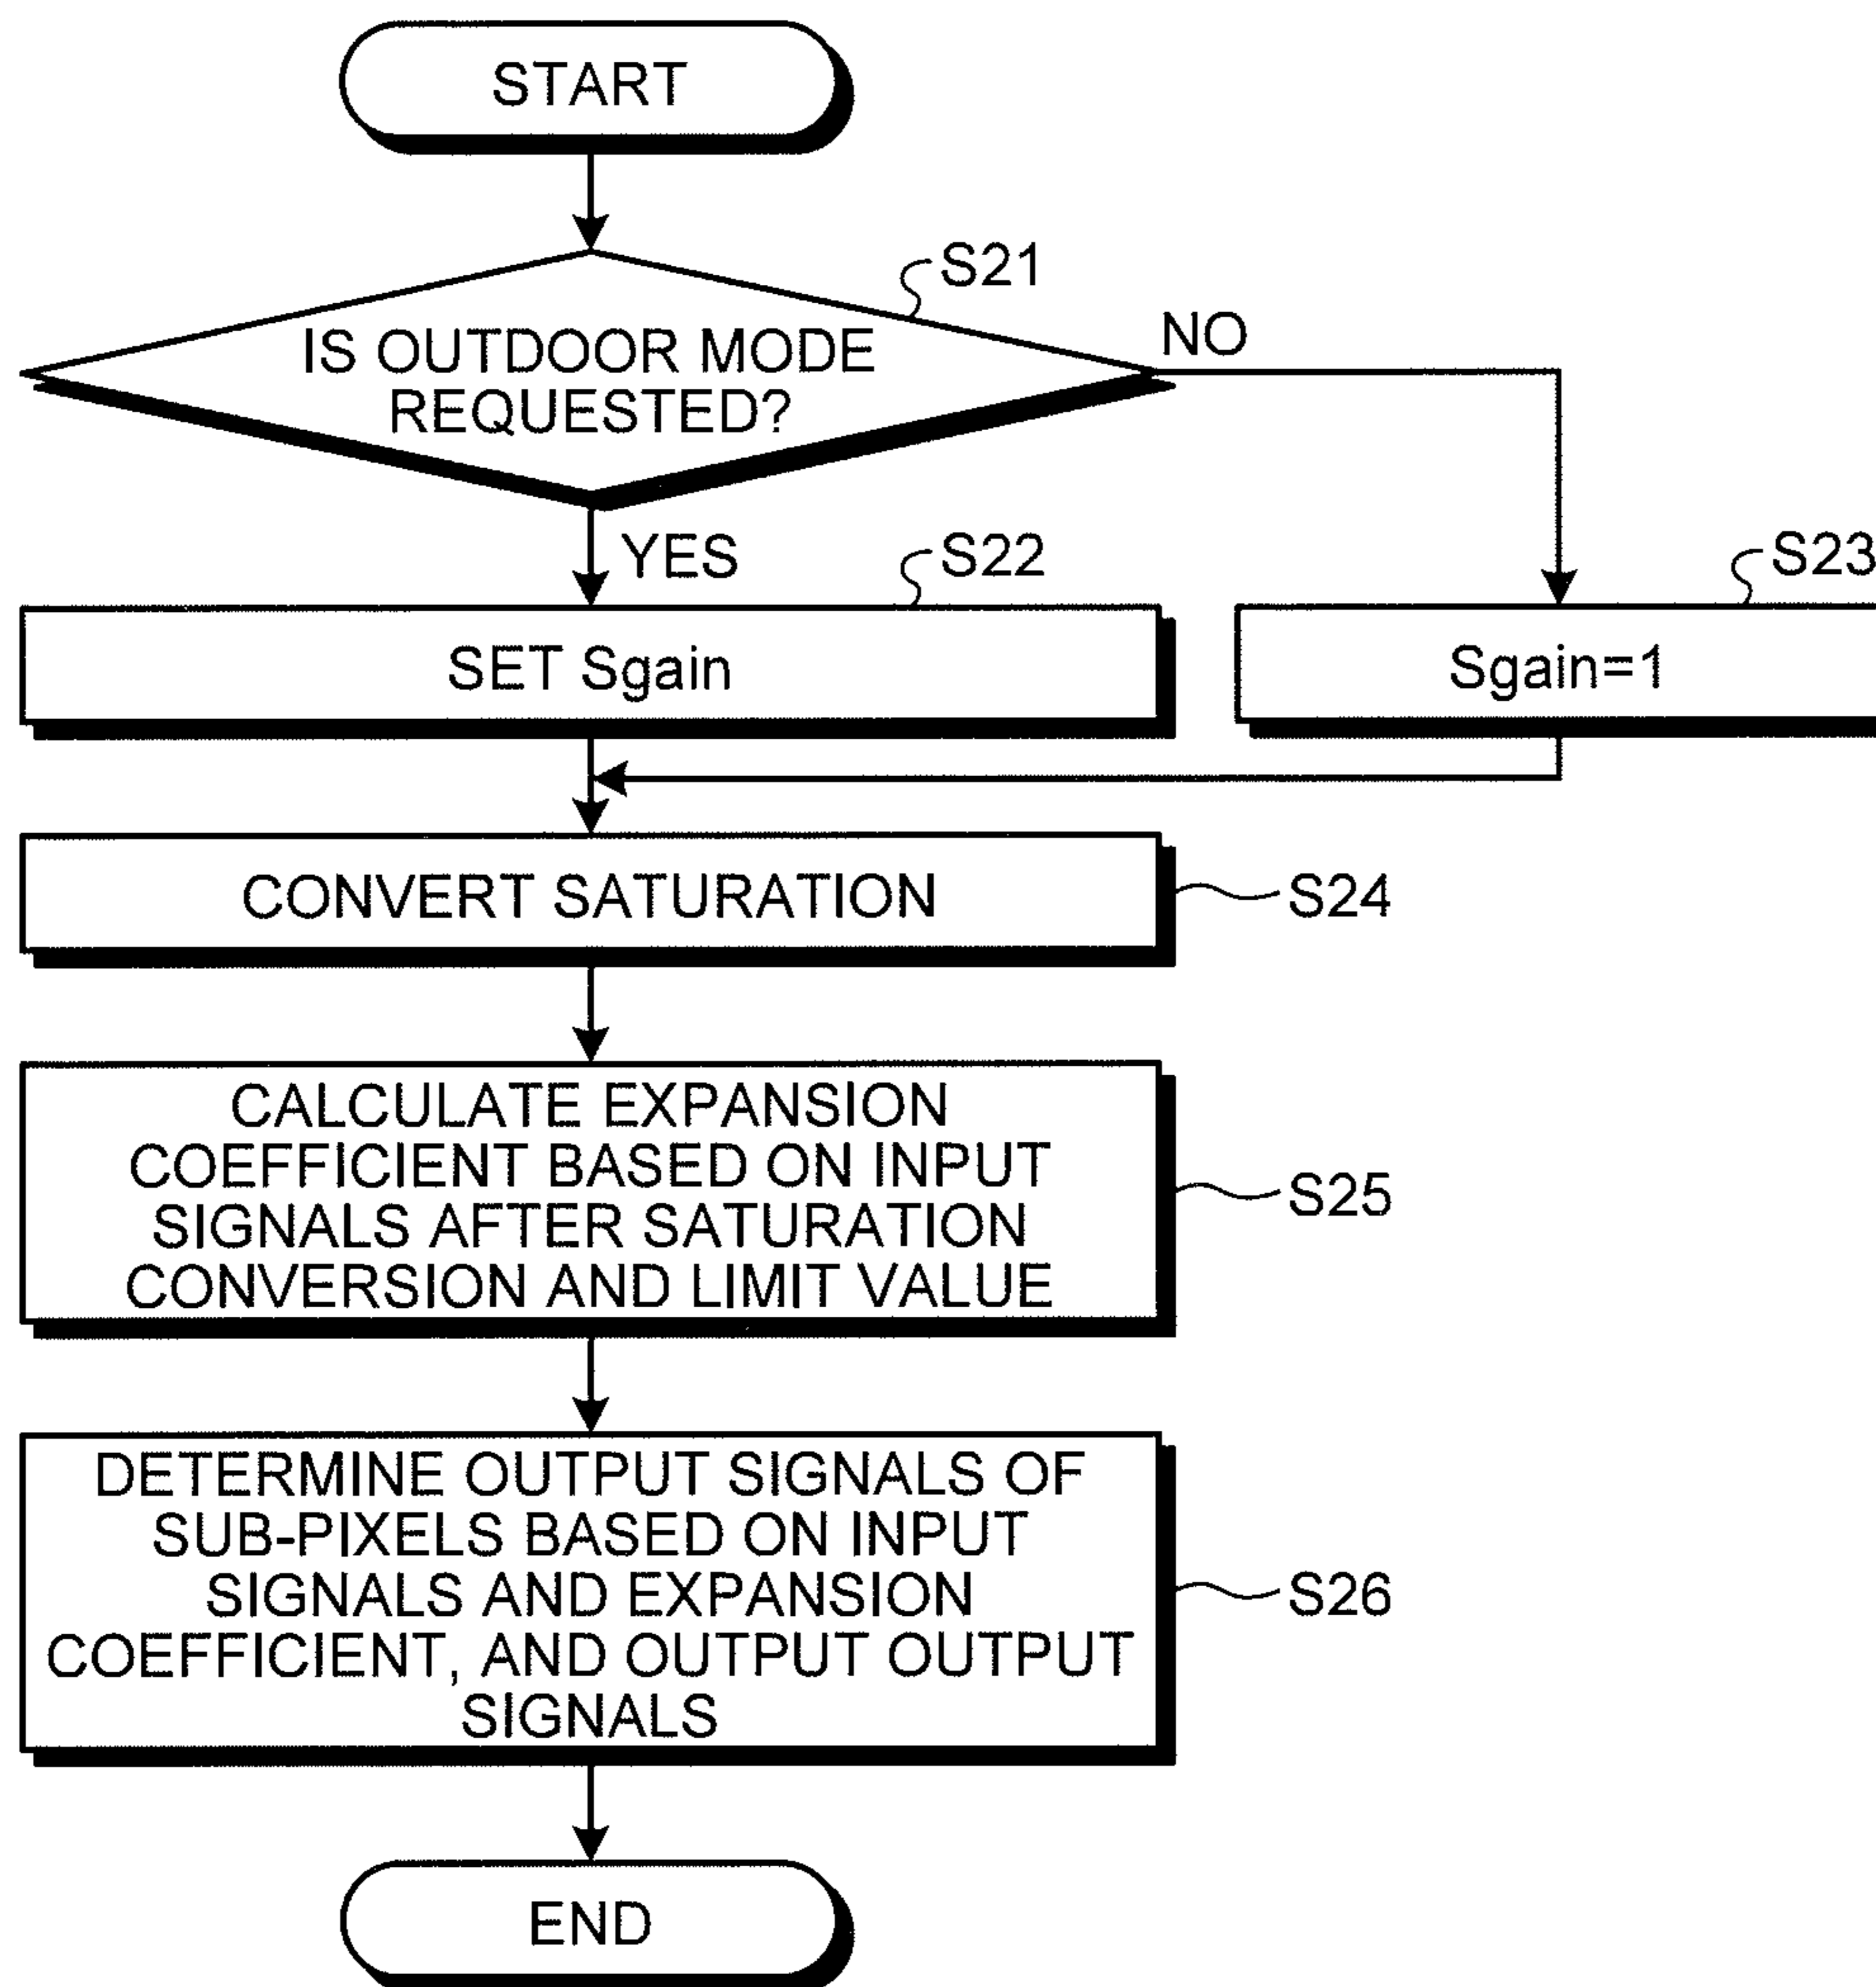 START
S21
IS OUTDOOR MODE
REQUESTED?
NO
YES
S22
S23
SET Sgain
Sgain=1
CONVERT SATURATION
S24
CALCULATE EXPANSION
COEFFICIENT BASED ON INPUT
SIGNALS AFTER SATURATION
CONVERSION AND LIMIT VALUE
S25
DETERMINE OUTPUT SIGNALS OF
SUB-PIXELS BASED ON INPUT
SIGNALS AND EXPANSION
COEFFICIENT, AND OUTPUT OUTPUT
SIGNALS
S26
END